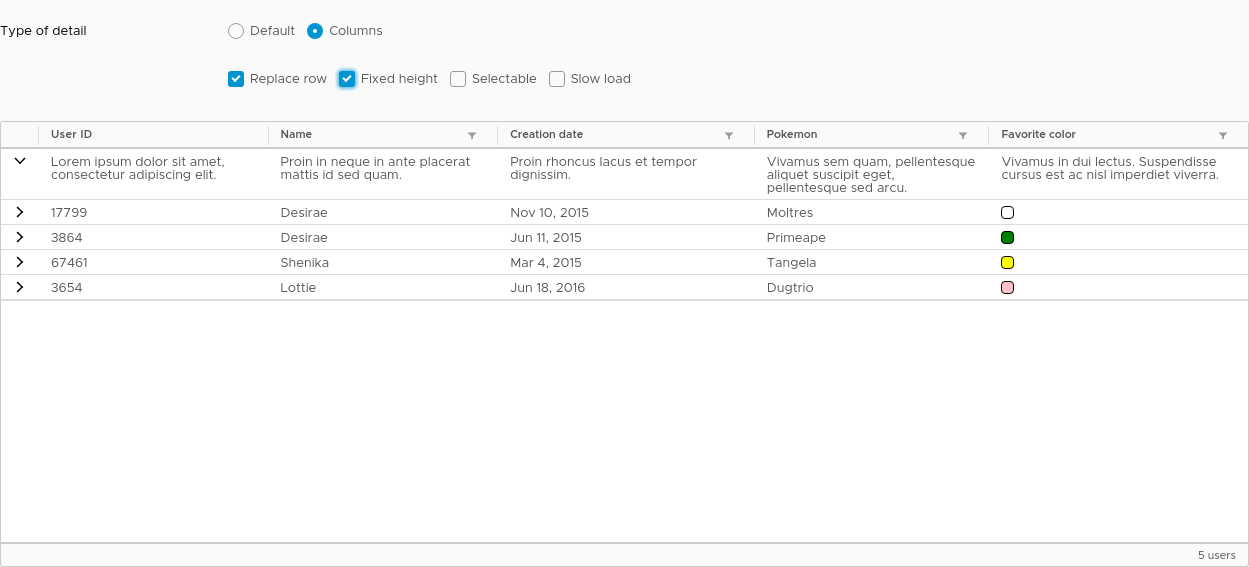 Type of detail Default Columns
Replace row Fixed height Selectable Slow load
User ID Name Creation date Pokemon Favorite color
Lorem ipsum dolor sit amet, Proin in neque in ante placerat Proin rhoncus lacus et tempor Vivamus sem quam, pellentesque Vivamus in dui lectus. Suspendisse
consectetur adipiscing elit. mattis id sed quam. dignissim. aliquet suscipit eget, cursus est ac nisl imperdiet viverra.
pellentesque sed arcu.
17799 Desirae Nov 10, 2015 Moltres
3864 Desirae Jun 11, 2015 Primeape
67461 Shenika Mar 4, 2015 Tangela
3654 Lottie Jun 18, 2016 Dugtrio
5 users